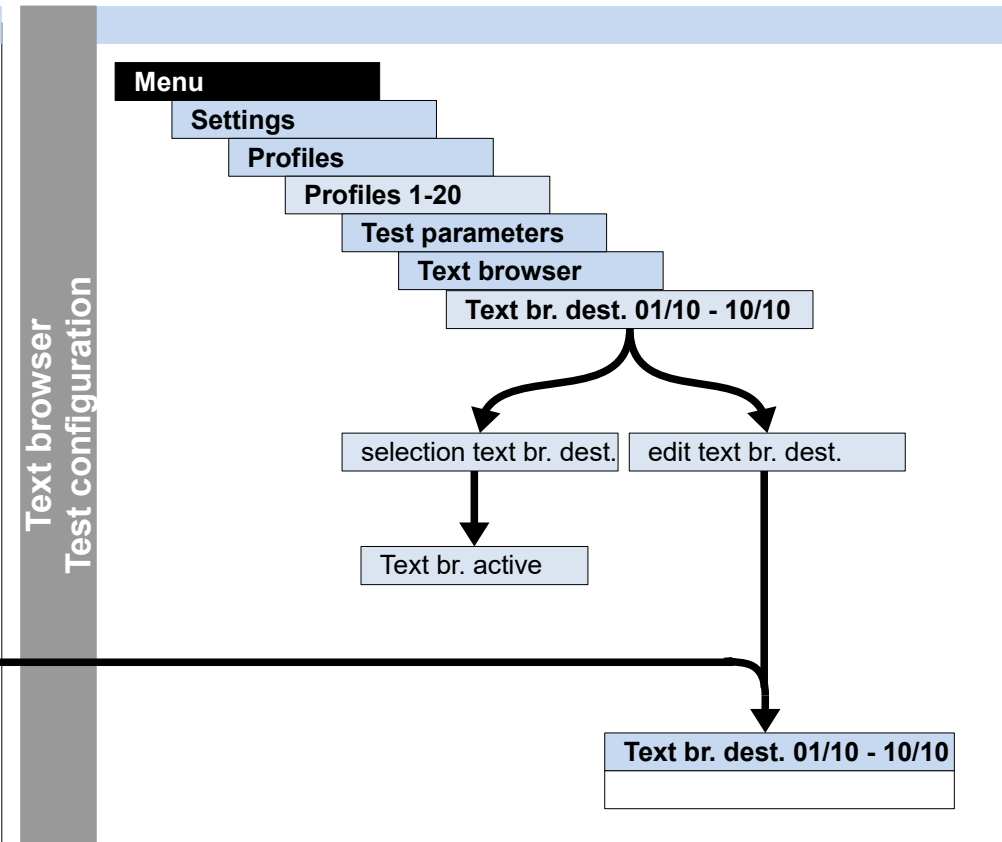 Text browser
Test configuration
Menu
Settings
Profiles
Profiles 1-20
Test parameters
Text browser
Text br. dest. 01/10 - 10/10
selection text br. dest.
edit text br. dest.
Text br. active
Text br. dest. 01/10 - 10/10